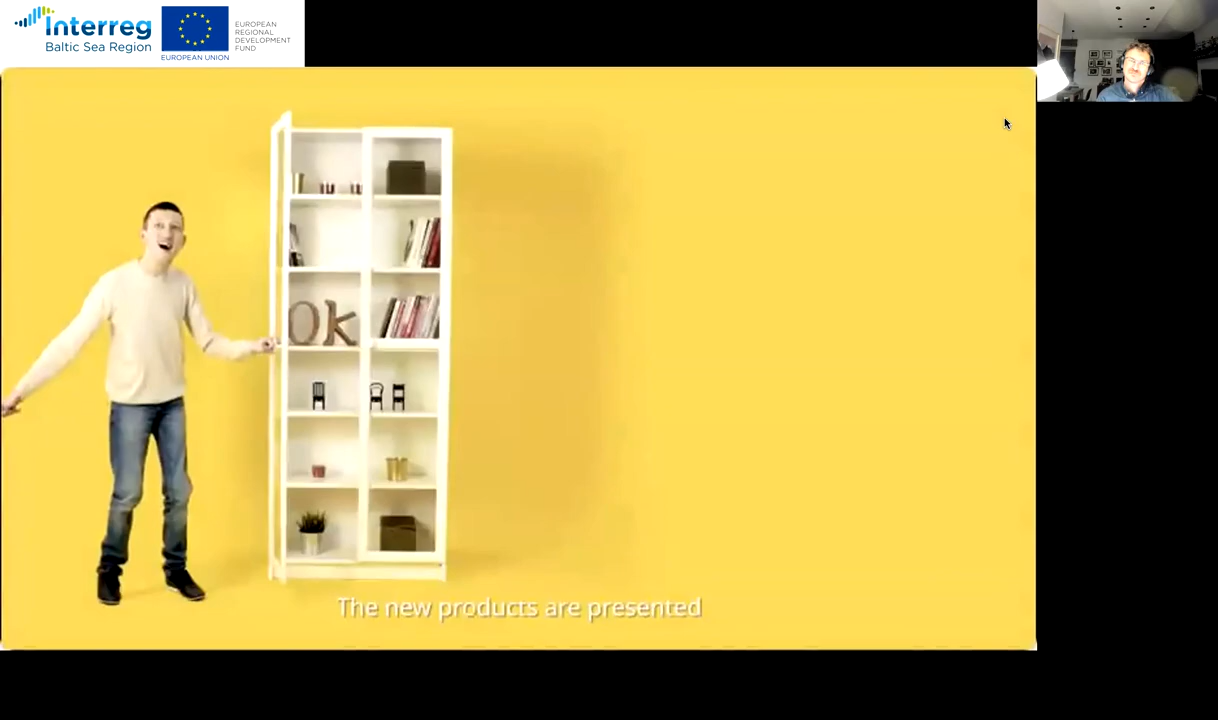 Interreg
Baltic Sea Region
EUROPEAN UNION
EUROPEAN
REGIONAL
DEVELOPMENT
FUND
Ok
The new products are presented